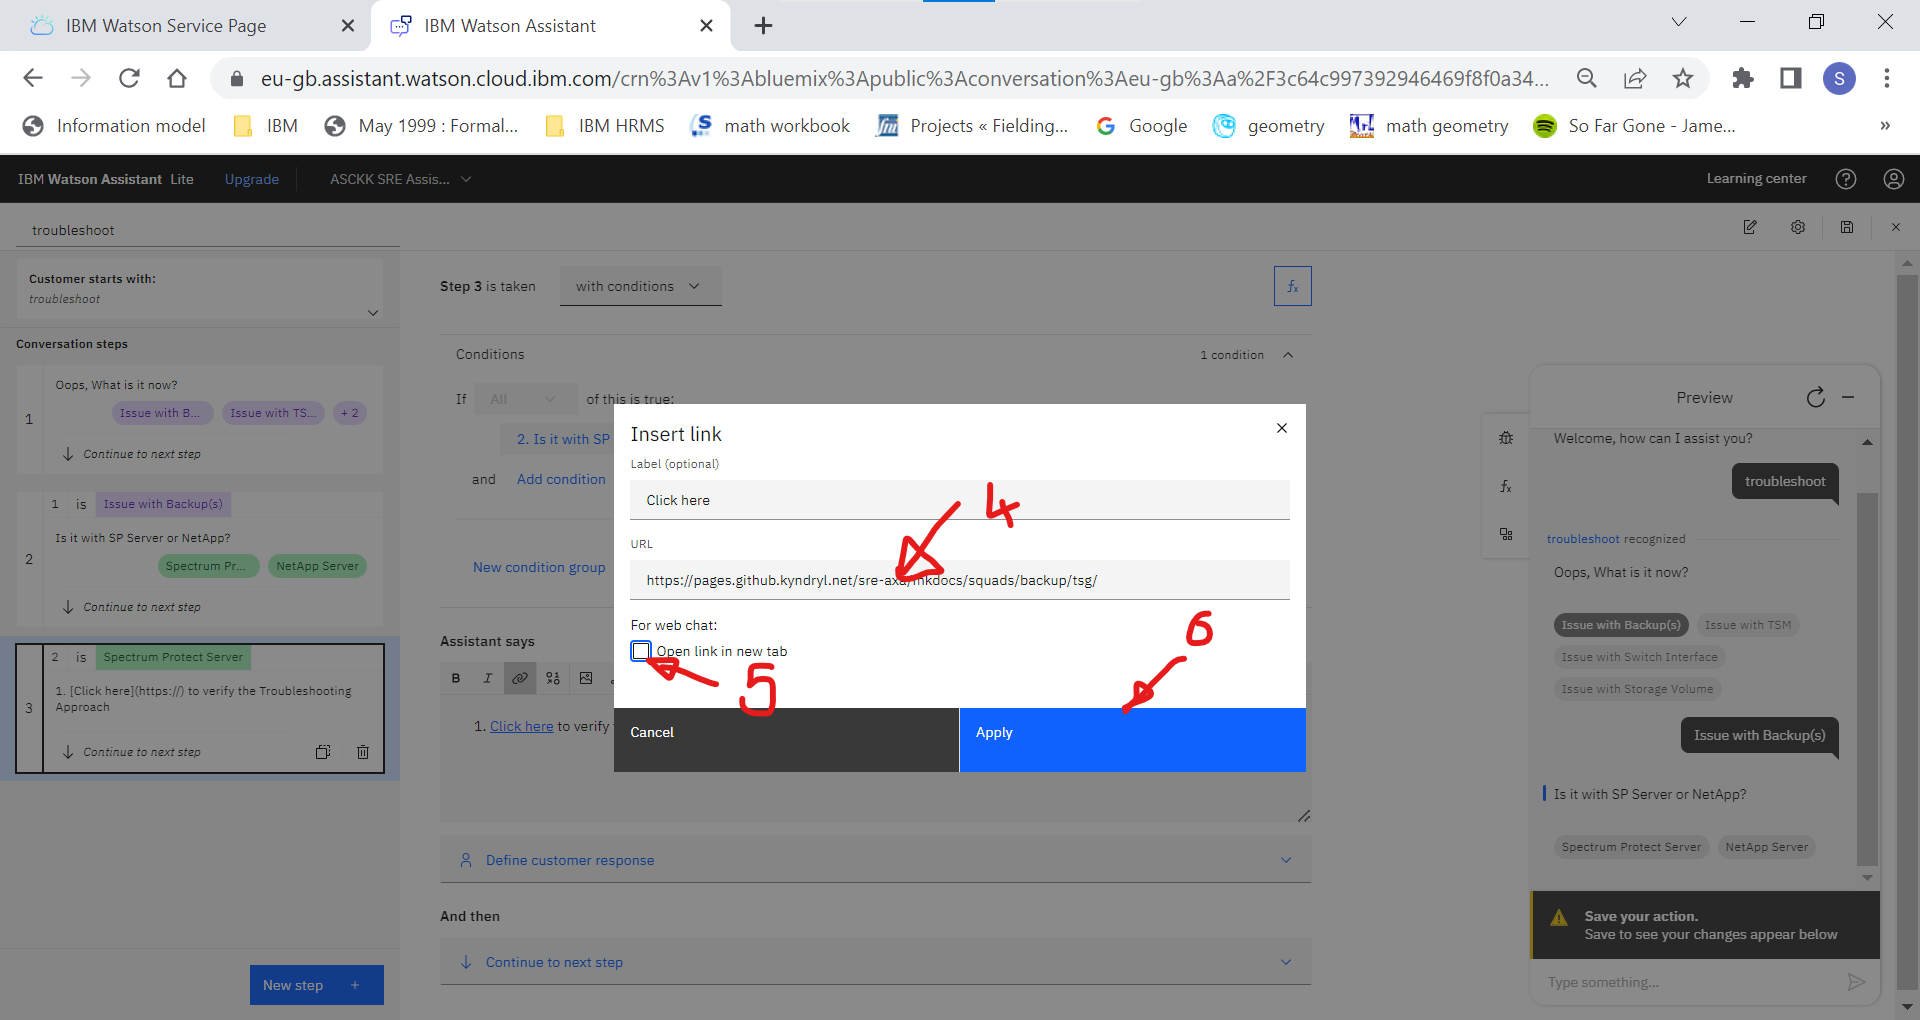 IBM Watson Service Page
IBM Watson Assistant
eu-gb.assistant.watson.cloud.ibm.com/crn%3Av1%3Abluemix%3Apublic%3Aconversation%3Aeu-gb%3Aa%2F3c64c997392946469f8f0a34...
S
Information model
IBM
May 1999 : Formal...
IBM HRMS
math workbook
Projects « Fielding...
Google
geometry
math geometry
So Far Gone - Jame...
»
IBM Watson Assistant Lite
Upgrade
ASCKK SRE Assis...
Learning center
troubleshoot
Customer starts with:
troubleshoot
Conversation steps
1
Oops, What is it now?
Issue with B...
Issue with TS...
+ 2
Continue to next step
1 is Issue with Backup(s)
2
Is it with SP Server or NetApp?
Spectrum Pr...
NetApp Server
Continue to next step
2 is Spectrum Protect Server
3
1. [Click here](https://) to verify the Troubleshooting
Approach
Continue to next step
New step +
Step 3 is taken
with conditions
fx
Conditions
1 condition
If All of this is true:
2. Is it with SP
and Add condition
New condition group
Assistant says
B I
1. Click here to verify
Define customer response
And then
Continue to next step
Insert link
Label (optional)
Click here
4
URL
https://pages.github.kyndryl.net/sre-axa/mkdocs/squads/backup/tsg/
For web chat:
Open link in new tab
5
6
Cancel
Apply
Preview
fx
Welcome, how can I assist you?
troubleshoot
troubleshoot recognized
Oops, What is it now?
Issue with Backup(s)
Issue with TSM
Issue with Switch Interface
Issue with Storage Volume
Issue with Backup(s)
Is it with SP Server or NetApp?
Spectrum Protect Server
NetApp Server
Save your action.
Save to see your changes appear below
Type something...